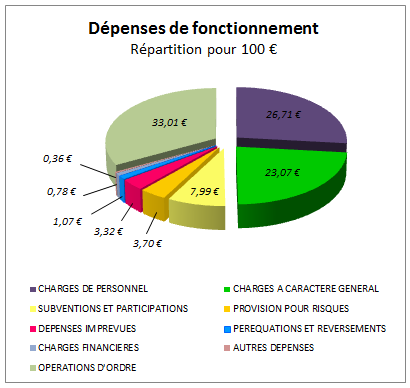 Dépenses de fonctionnement
Répartition pour 100 €
33,01 €
26,71 €
0,36 €
0,78 €
1,07 €
3,32 €
3,70 €
7,99 €
23,07 €
CHARGES DE PERSONNEL
CHARGES A CARACTERE GENERAL
SUBVENTIONS ET PARTICIPATIONS
PROVISION POUR RISQUES
DEPENSES IMPREVUES
PEREQUATIONS ET REVERSEMENTS
CHARGES FINANCIERES
AUTRES DEPENSES
OPERATIONS D'ORDRE